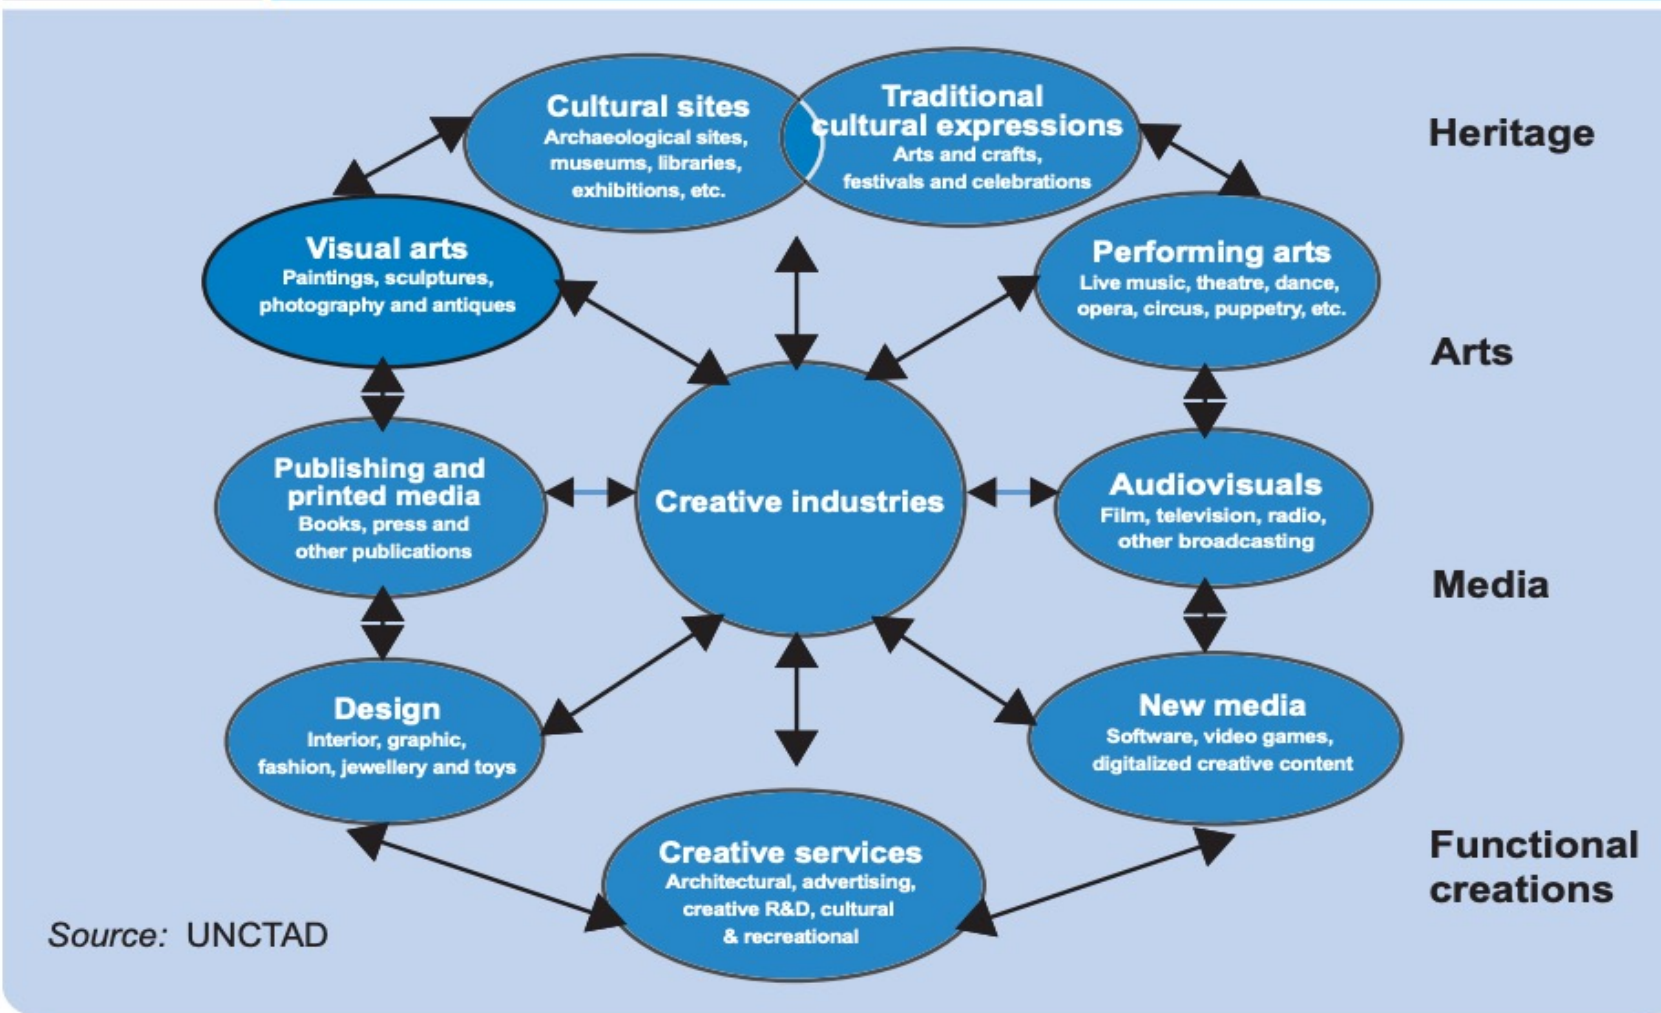 Cultural sites
Archaeological sites,
museums, libraries,
exhibitions, etc.
Traditional
cultural expressions
Arts and crafts,
festivals and celebrations
Heritage
Visual arts
Paintings, sculptures,
photography and antiques
Performing arts
Live music, theatre, dance,
opera, circus, puppetry, etc.
Arts
Publishing and
printed media
Books, press and
other publications
Creative industries
Audiovisuals
Film, television, radio,
other broadcasting
Media
Design
Interior, graphic,
fashion, jewellery and toys
New media
Software, video games,
digitalized creative content
Creative services
Architectural, advertising,
creative R&D, cultural
& recreational
Functional
creations
Source: UNCTAD